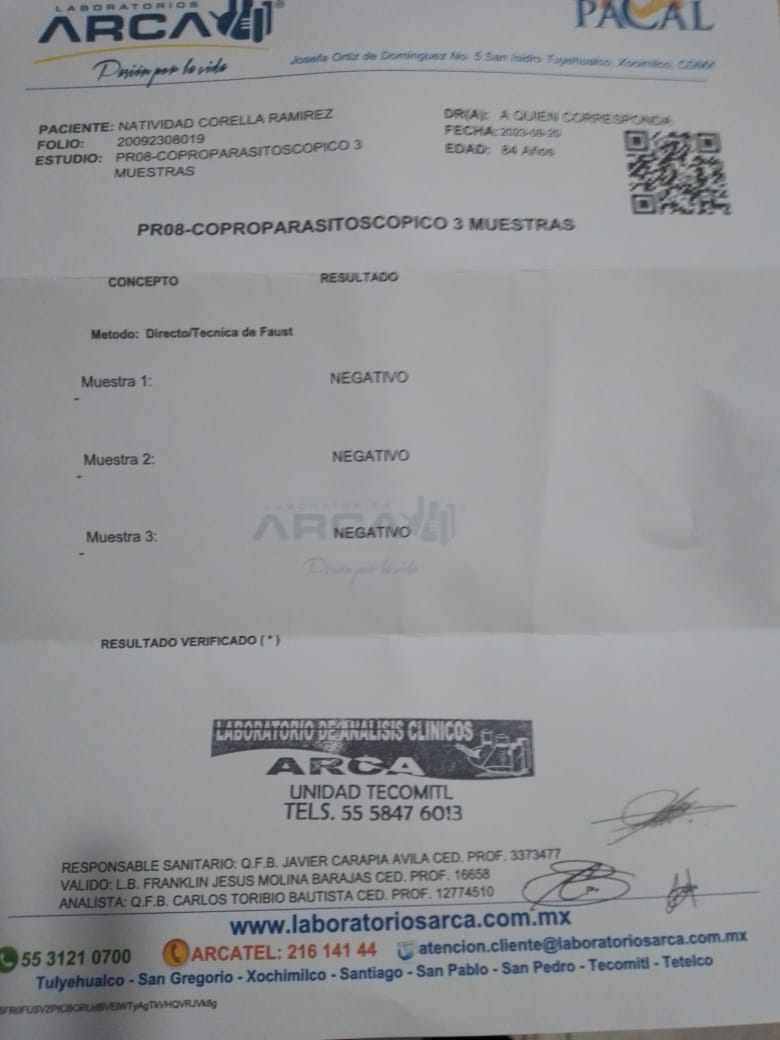 LABORATORIOS
ARCA
Pasión por la vida
PACAL
Josefa Ortiz de Domínguez No. 5 San Isidro Tuyehualco, Xochimilco, CDMX
PACIENTE: NATIVIDAD CORELLA RAMIREZ
FOLIO: 20092308019
ESTUDIO: PR08-COPROPARASITOSCOPICO 3
MUESTRAS
DR(A): A QUIEN CORRESPONDA
FECHA: 2023-09-20
EDAD: 84 Años
PR08-COPROPARASITOSCOPICO 3 MUESTRAS
CONCEPTO RESULTADO
Metodo: Directo/Tecnica de Faust
Muestra 1: NEGATIVO
-
Muestra 2: NEGATIVO
-
LABORATORIOS
ARCA
Muestra 3: NEGATIVO
-
Pasión por la vida
RESULTADO VERIFICADO ( * )
LABORATORIO DE ANALISIS CLINICOS
ARCA
UNIDAD TECOMITL
TELS. 55 5847 6013
RESPONSABLE SANITARIO: Q.F.B. JAVIER CARAPIA AVILA CED. PROF. 3373477
VALIDO: L.B. FRANKLIN JESUS MOLINA BARAJAS CED. PROF. 16658
ANALISTA: Q.F.B. CARLOS TORIBIO BAUTISTA CED. PROF. 12774510
www.laboratoriosarca.com.mx
55 3121 0700 ARCATEL: 216 141 44 atencion.cliente@laboratoriosarca.com.mx
Tulyehualco - San Gregorio - Xochimilco - Santiago - San Pablo - San Pedro - Tecomitl - Tetelco